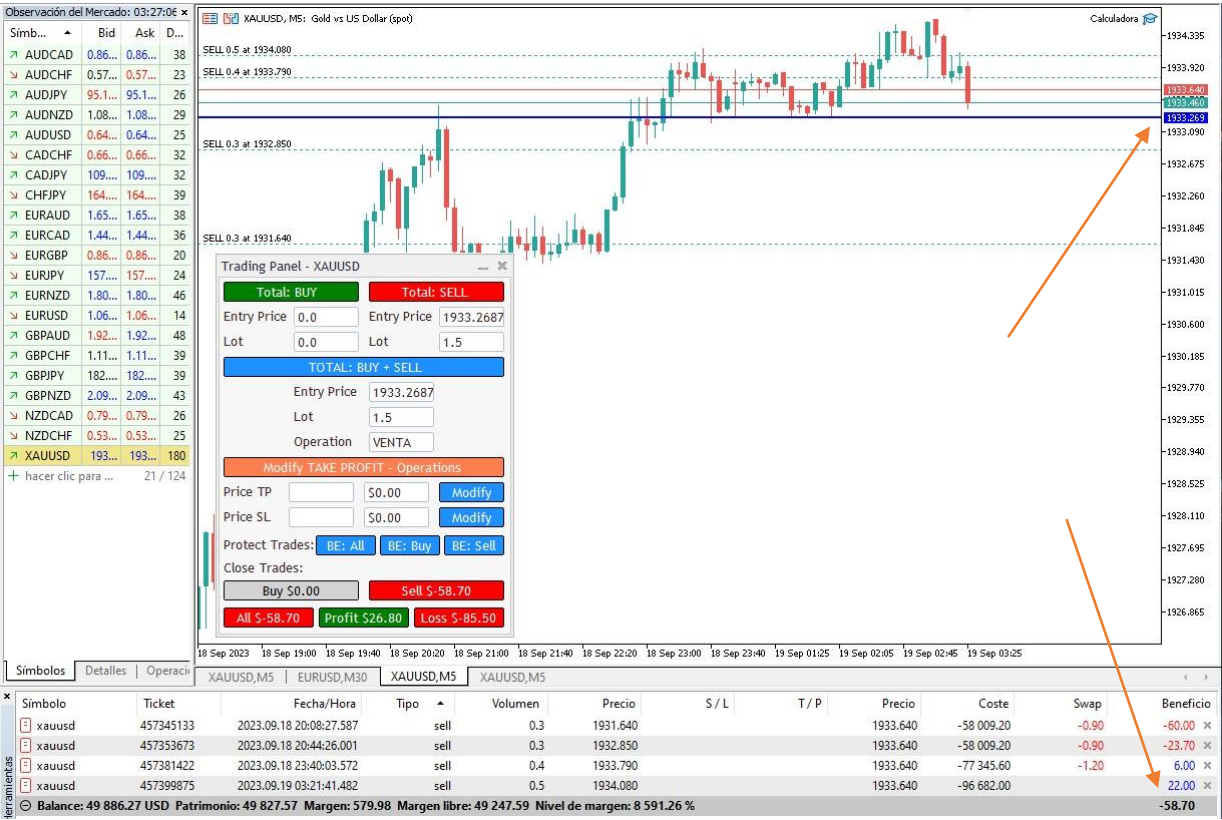 Observación del Mercado: 03:27:06 ×
Símb... Bid Ask D...
AUDCAD 0.86... 0.86... 38
AUDCHF 0.57... 0.57... 23
AUDJPY 95.1... 95.1... 26
AUDNZD 1.08... 1.08... 29
AUDUSD 0.64... 0.64... 25
CADCHF 0.66... 0.66... 32
CADJPY 109.... 109.... 32
CHFJPY 164.... 164.... 39
EURAUD 1.65... 1.65... 38
EURCAD 1.44... 1.44... 36
EURGBP 0.86... 0.86... 20
EURJPY 157.... 157.... 24
EURNZD 1.80... 1.80... 46
EURUSD 1.06... 1.06... 14
GBPAUD 1.92... 1.92... 48
GBPCHF 1.11... 1.11... 39
GBPJPY 182.... 182.... 39
GBPNZD 2.09... 2.09... 43
NZDCAD 0.79... 0.79... 26
NZDCHF 0.53... 0.53... 25
XAUUSD 193... 193... 180
+ hacer clic para ... 21 / 124
Símbolos Detalles Operaci
XAUUSD, M5: Gold vs US Dollar (spot)
Calculadora
SELL 0.5 at 1934.080
SELL 0.4 at 1933.790
SELL 0.3 at 1932.850
SELL 0.3 at 1931.640
1934.335
1933.920
1933.640
1933.460
1933.269
1933.090
1932.675
1932.260
1931.845
1931.430
1931.015
1930.600
1930.185
1929.770
1929.355
1928.940
1928.525
1928.110
1927.695
1927.280
1926.865
Trading Panel - XAUUSD
Total: BUY Total: SELL
Entry Price 0.0 Entry Price 1933.2687
Lot 0.0 Lot 1.5
TOTAL: BUY + SELL
Entry Price 1933.2687
Lot 1.5
Operation VENTA
Modify TAKE PROFIT - Operations
Price TP $0.00 Modify
Price SL $0.00 Modify
Protect Trades: BE: All BE: Buy BE: Sell
Close Trades:
Buy $0.00 Sell $-58.70
All $-58.70 Profit $26.80 Loss $-85.50
18 Sep 2023 18 Sep 19:00 18 Sep 19:40 18 Sep 20:20 18 Sep 21:00 18 Sep 21:40 18 Sep 22:20 18 Sep 23:00 18 Sep 23:40 19 Sep 01:25 19 Sep 02:05 19 Sep 02:45 19 Sep 03:25
XAUUSD,M5 EURUSD,M30 XAUUSD,M5 XAUUSD,M5
Símbolo Ticket Fecha/Hora Tipo Volumen Precio S / L T / P Precio Coste Swap Beneficio
xauusd 457345133 2023.09.18 20:08:27.587 sell 0.3 1931.640 1933.640 -58 009.20 -0.90 -60.00
xauusd 457353673 2023.09.18 20:44:26.001 sell 0.3 1932.850 1933.640 -58 009.20 -0.90 -23.70
xauusd 457381422 2023.09.18 23:40:03.572 sell 0.4 1933.790 1933.640 -77 345.60 -1.20 6.00
xauusd 457399875 2023.09.19 03:21:41.482 sell 0.5 1934.080 1933.640 -96 682.00 22.00
Balance: 49 886.27 USD Patrimonio: 49 827.57 Margen: 579.98 Margen libre: 49 247.59 Nivel de margen: 8 591.26 % -58.70
Herramientas